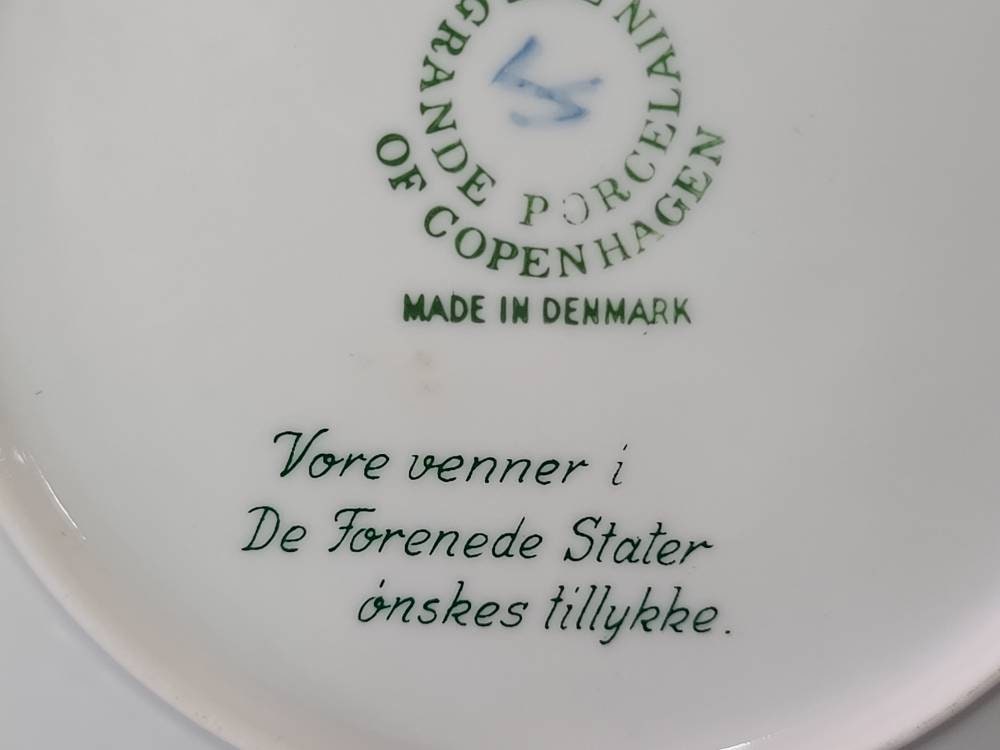 GRANDE PORCELAIN
OF COPENHAGEN
MADE IN DENMARK
Vore venner i
De Forenede Stater
ónskes tillykke.